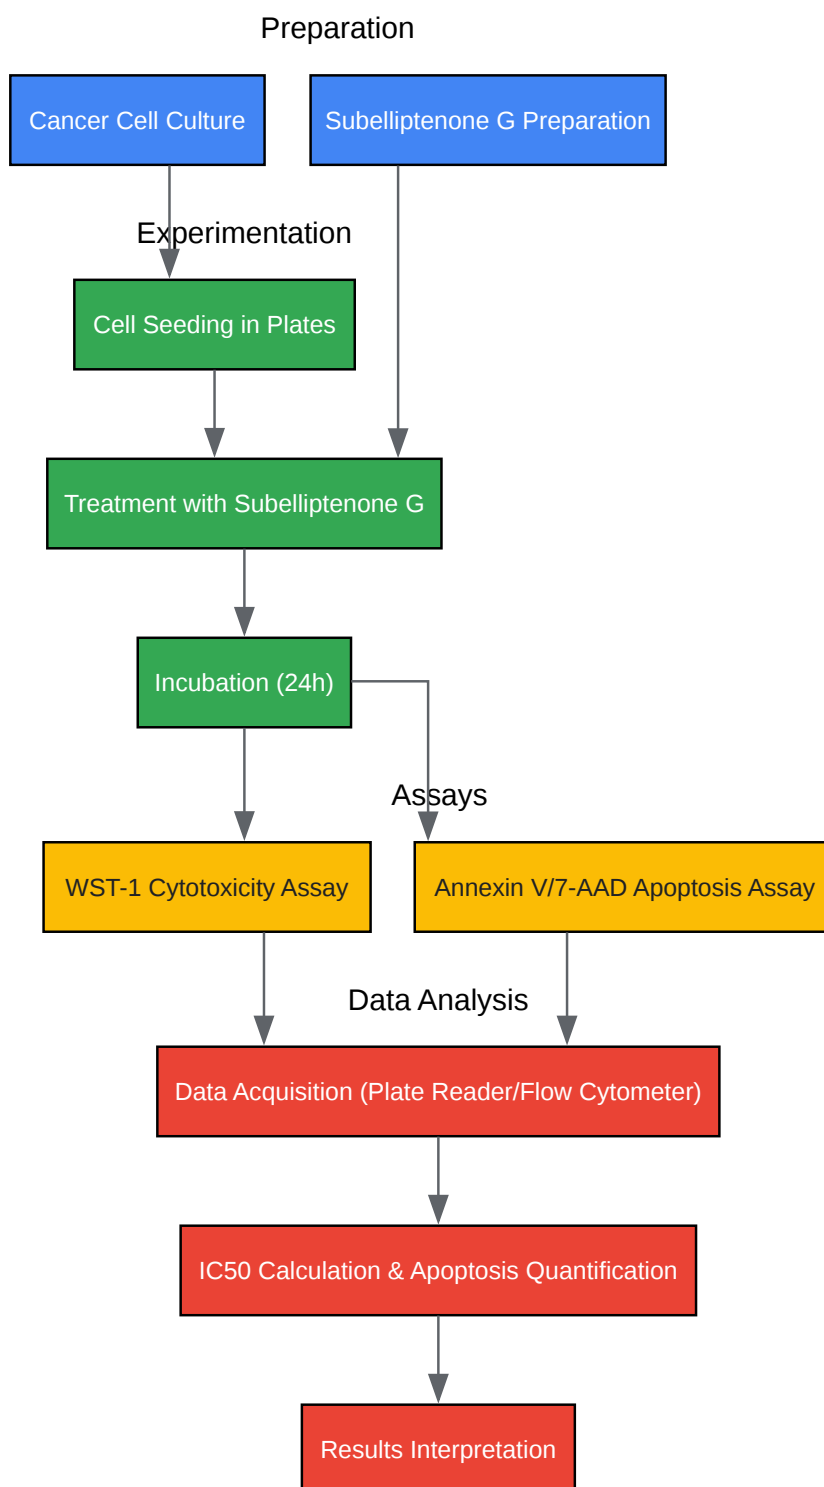 Preparation
Cancer Cell Culture
Subelliptenone G Preparation
Experimentation
Cell Seeding in Plates
Treatment with Subelliptenone G
Incubation (24h)
Assays
WST-1 Cytotoxicity Assay
Annexin V/7-AAD Apoptosis Assay
Data Analysis
Data Acquisition (Plate Reader/Flow Cytometer)
IC50 Calculation & Apoptosis Quantification
Results Interpretation